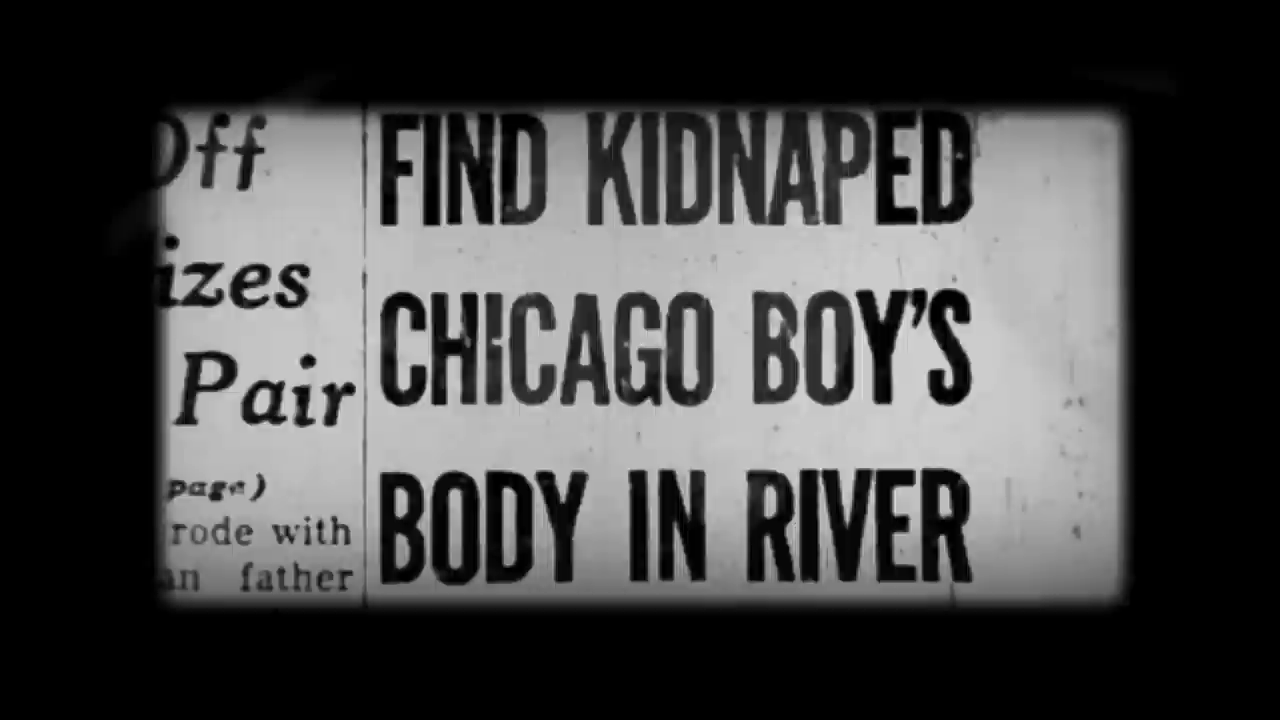 Off
izes
Pair
page)
rode with
an father
FIND KIDNAPED
CHICAGO BOY'S
BODY IN RIVER